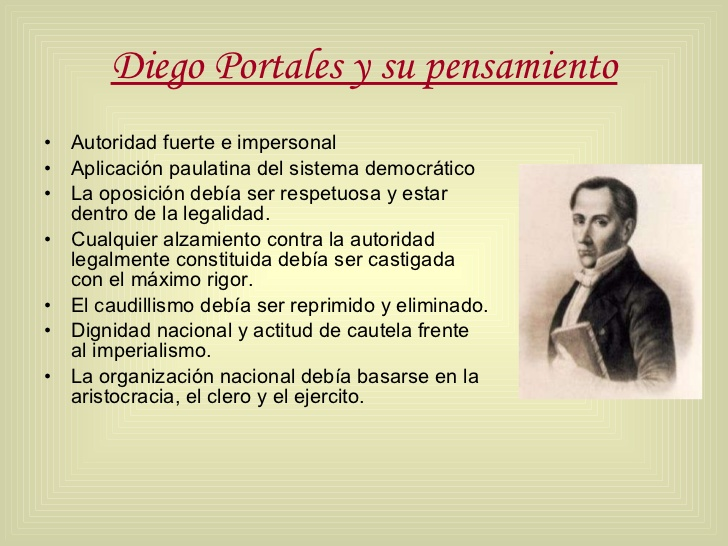 Diego Portales y su pensamiento
• Autoridad fuerte e impersonal
• Aplicación paulatina del sistema democrático
• La oposición debía ser respetuosa y estar
dentro de la legalidad.
• Cualquier alzamiento contra la autoridad
legalmente constituida debía ser castigada
con el máximo rigor.
• El caudillismo debía ser reprimido y eliminado.
• Dignidad nacional y actitud de cautela frente
al imperialismo.
• La organización nacional debía basarse en la
aristocracia, el clero y el ejercito.